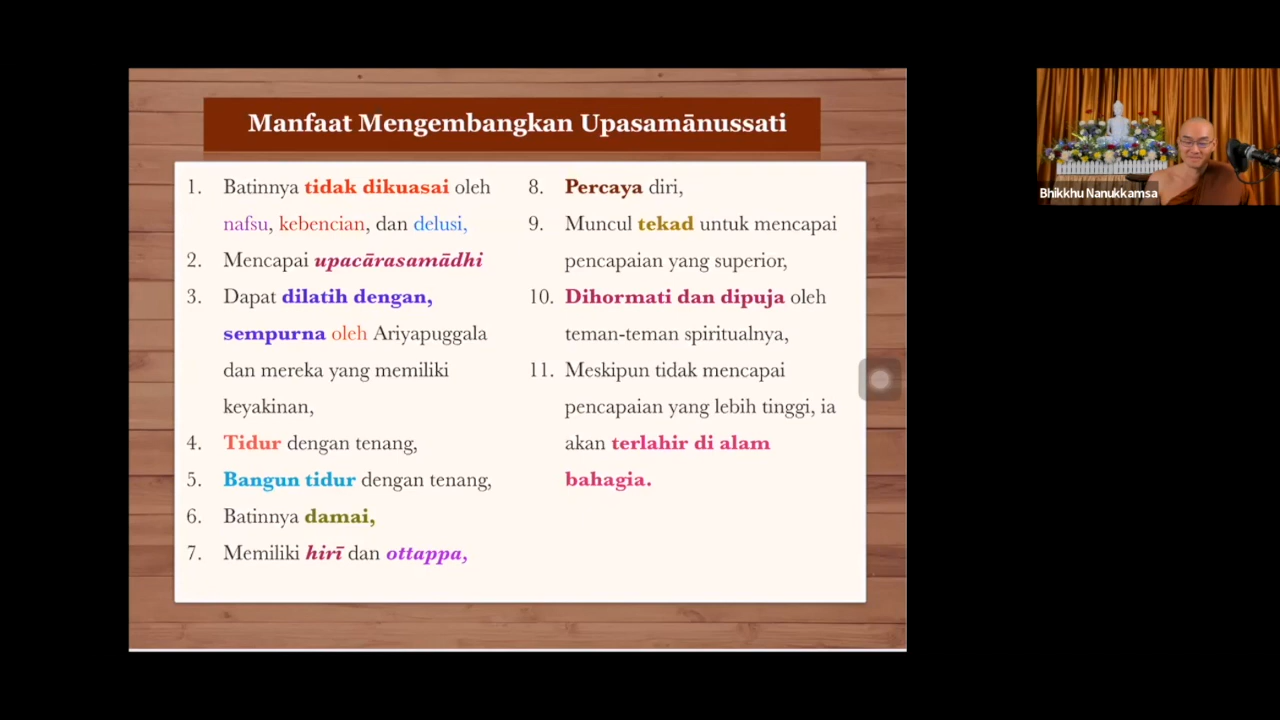 Manfaat Mengembangkan Upasamānussati
1. Batinnya tidak dikuasai oleh
nafsu, kebencian, dan delusi,
2. Mencapai upacārasamādhi
3. Dapat dilatih dengan,
sempurna oleh Ariyapuggala
dan mereka yang memiliki
keyakinan,
4. Tidur dengan tenang,
5. Bangun tidur dengan tenang,
6. Batinnya damai,
7. Memiliki hirī dan ottappa,
8. Percaya diri,
9. Muncul tekad untuk mencapai
pencapaian yang superior,
10. Dihormati dan dipuja oleh
teman-teman spiritualnya,
11. Meskipun tidak mencapai
pencapaian yang lebih tinggi, ia
akan terlahir di alam
bahagia.
Bhikkhu Nanukkamsa